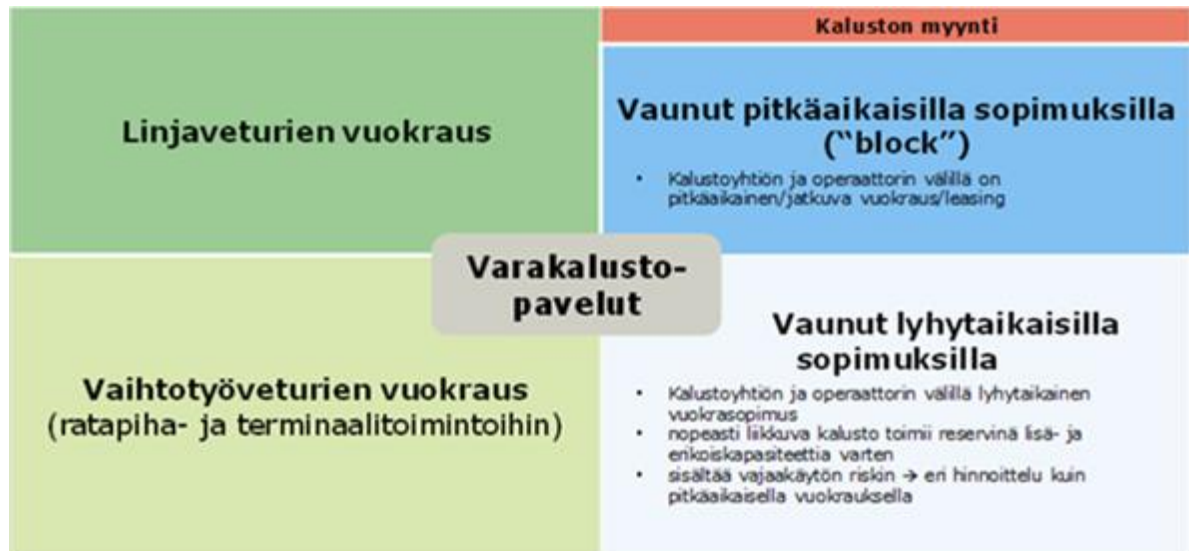 Linjaveturien vuokraus
Kaluston myynti
Vaunut pitkäaikaisilla sopimuksilla
(“block”)
• Kalustoyhtiön ja operaattorin välillä on
pitkäaikainen/jatkuva vuokraus/leasing
Varakalusto-
pavelut
Vaihtotyöveturien vuokraus
(ratapiha- ja terminaalitoimintoihin)
Vaunut lyhytaikaisilla
sopimuksilla
• Kalustoyhtiön ja operaattorin välillä lyhytaikainen
vuokrasopimus
• nopeasti liikkuva kalusto toimii reservinä lisä- ja
erikoiskapasiteettia varten
• sisältää vajaakäytön riskin → eri hinnoittelu kuin
pitkäaikaisella vuokrauksella